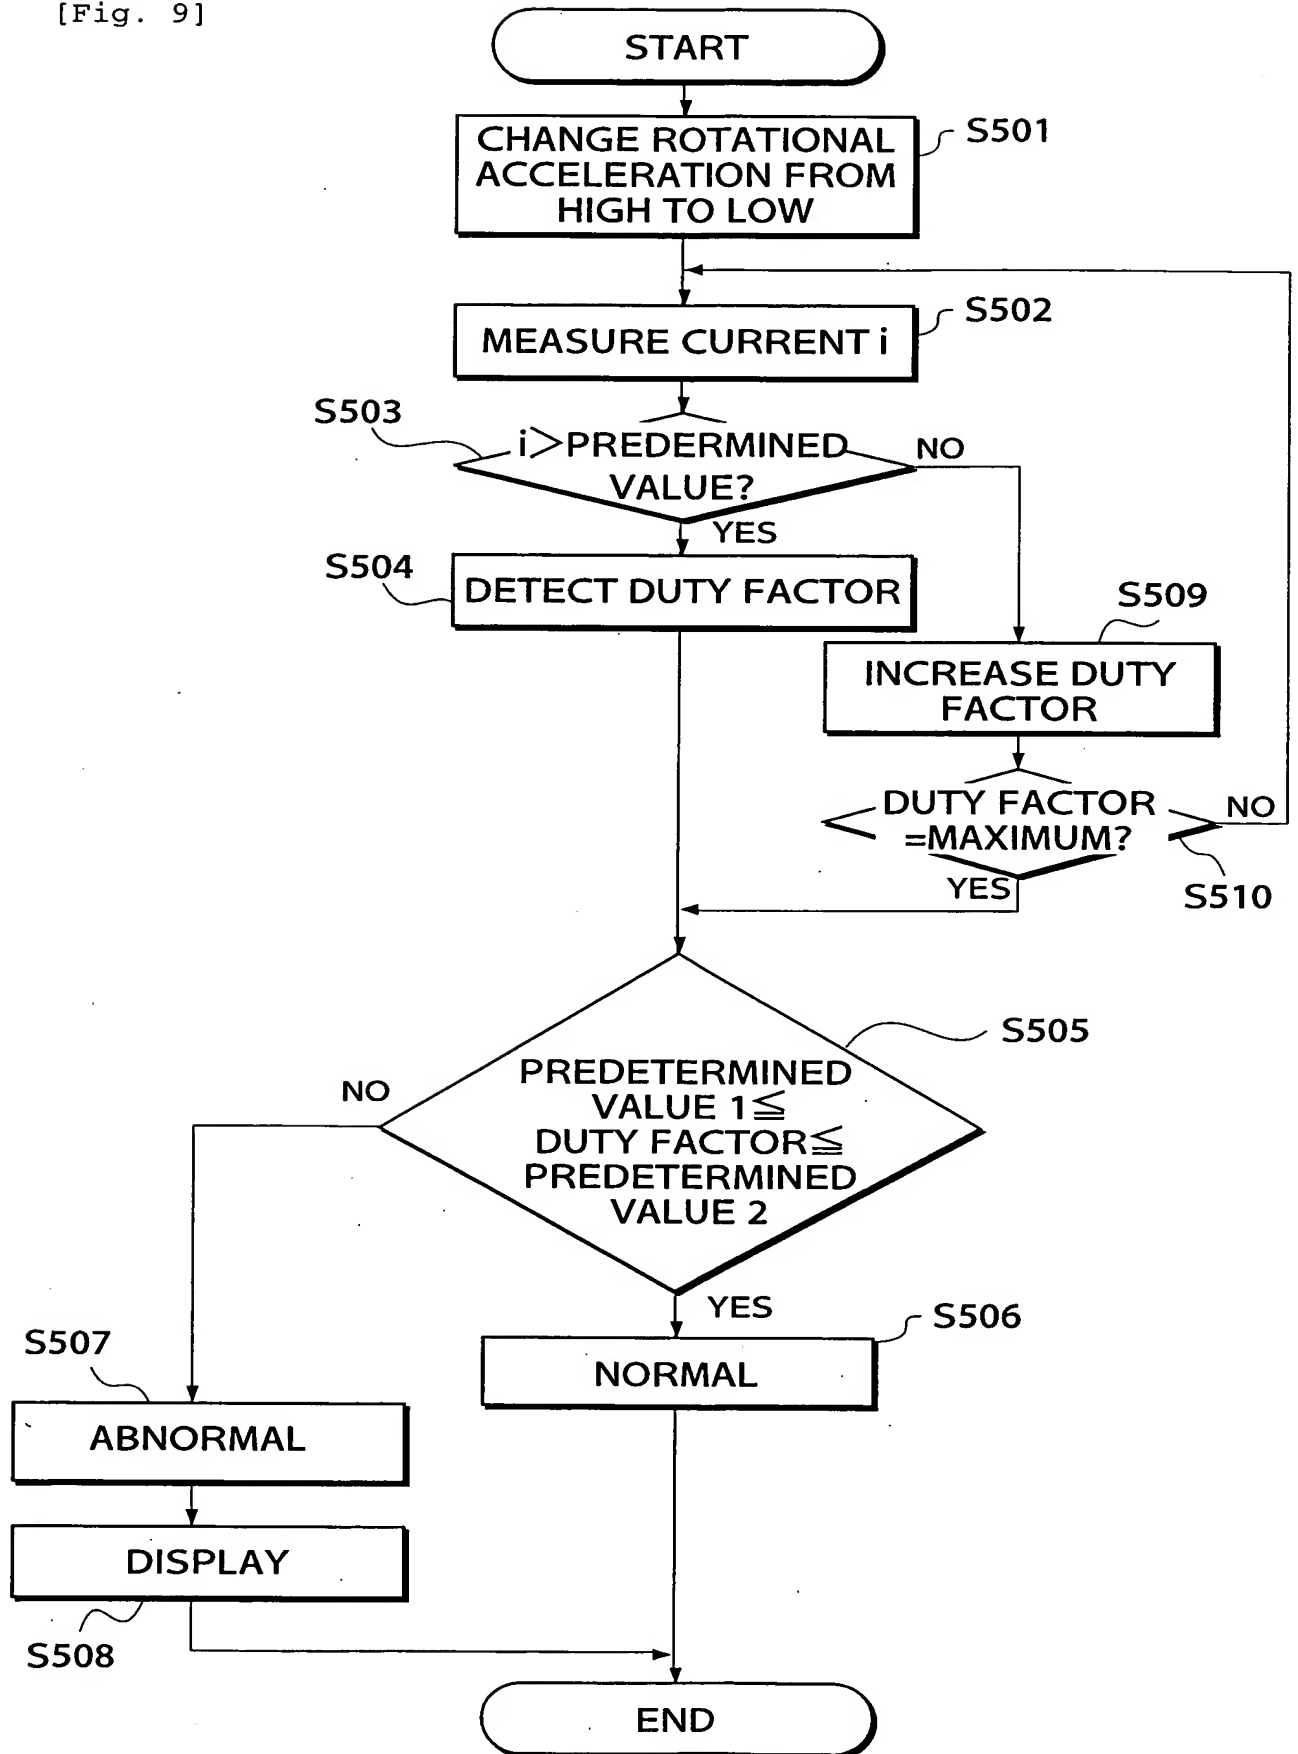 [Fig. 9]
START
CHANGE ROTATIONAL
ACCELERATION FROM
HIGH TO LOW
S501
MEASURE CURRENT i
S502
S503
i>PREDERMINED
VALUE?
NO
YES
S504
DETECT DUTY FACTOR
S509
INCREASE DUTY
FACTOR
DUTY FACTOR
=MAXIMUM?
NO
YES
S510
S505
PREDETERMINED
VALUE 1≦
DUTY FACTOR≦
PREDETERMINED
VALUE 2
NO
YES
S506
NORMAL
S507
ABNORMAL
DISPLAY
S508
END